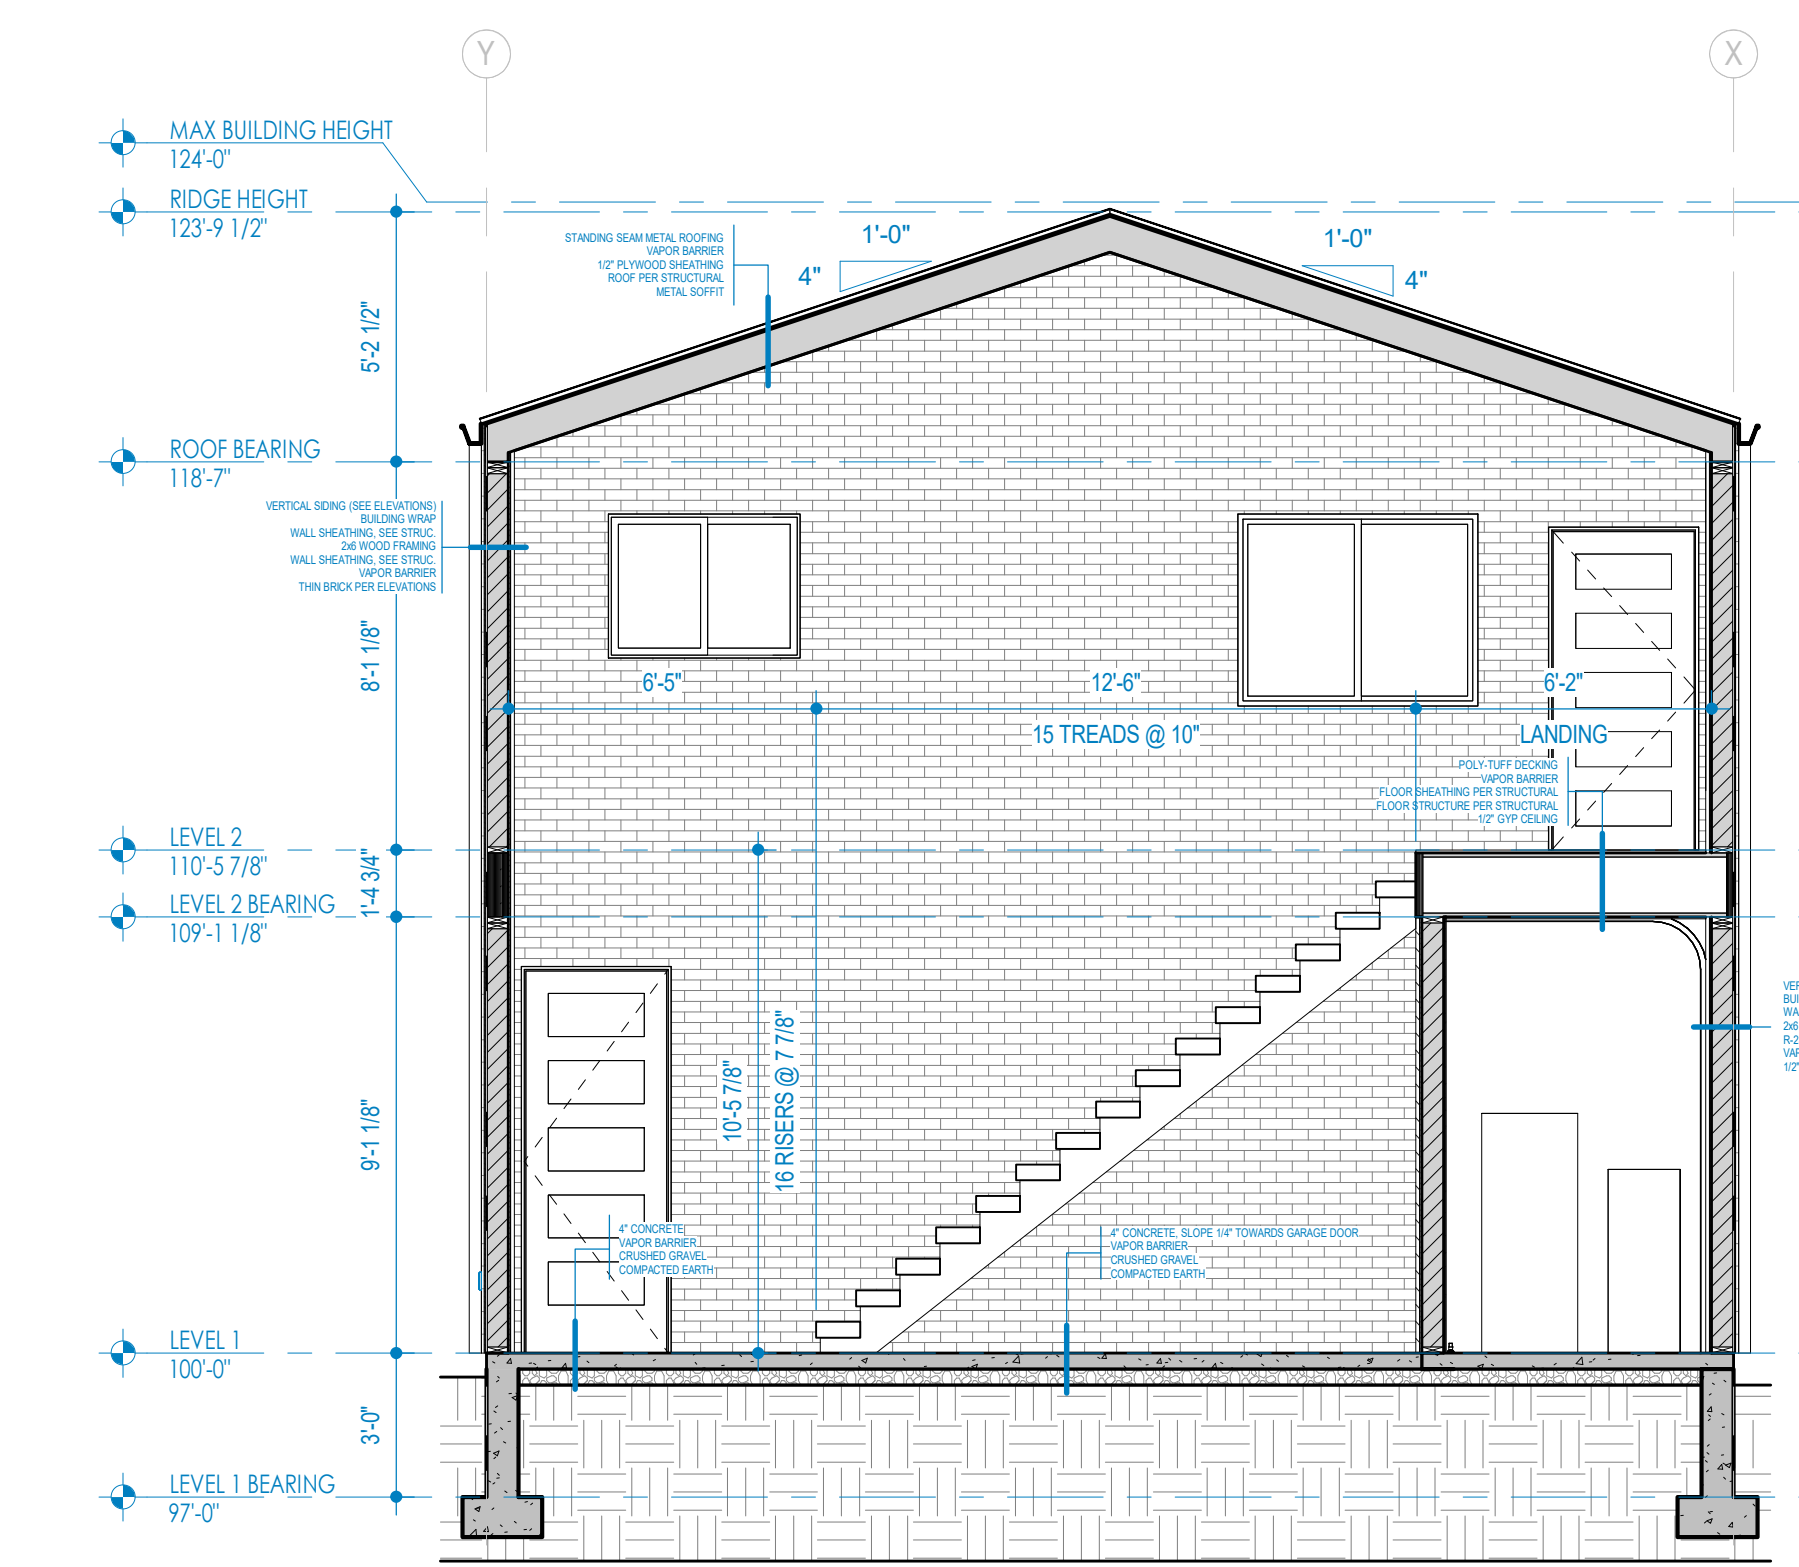 Y
X
MAX BUILDING HEIGHT
124'-0"
RIDGE HEIGHT
123'-9 1/2"
STANDING SEAM METAL ROOFING
VAPOR BARRIER
1/2" PLYWOOD SHEATHING
ROOF PER STRUCTURAL
METAL SOFFIT
1'-0"
4"
1'-0"
4"
5'-2 1/2"
ROOF BEARING
118'-7"
VERTICAL SIDING (SEE ELEVATIONS)
BUILDING WRAP
WALL SHEATHING, SEE STRUC.
2x6 WOOD FRAMING
WALL SHEATHING, SEE STRUC.
VAPOR BARRIER
THIN BRICK PER ELEVATIONS
8'-1 1/8"
6'-5"
12'-6"
6'-2"
15 TREADS @ 10"
LANDING
POLY-TUFF DECKING
VAPOR BARRIER
FLOOR SHEATHING PER STRUCTURAL
FLOOR STRUCTURE PER STRUCTURAL
1/2" GYP CEILING
LEVEL 2
110'-5 7/8"
1'-4 3/4"
LEVEL 2 BEARING
109'-1 1/8"
VER
BUI
WA
2x6
R-2
VAP
1/2"
10'-5 7/8"
16 RISERS @ 7 7/8"
9'-1 1/8"
4" CONCRETE
VAPOR BARRIER
CRUSHED GRAVEL
COMPACTED EARTH
4" CONCRETE, SLOPE 1/4" TOWARDS GARAGE DOOR
VAPOR BARRIER
CRUSHED GRAVEL
COMPACTED EARTH
LEVEL 1
100'-0"
3'-0"
LEVEL 1 BEARING
97'-0"